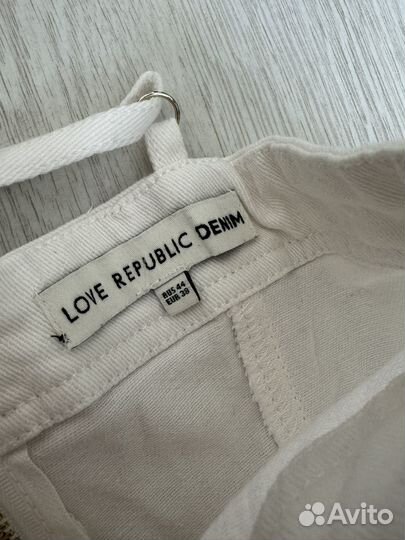 LOVE REPUBLIC DENIM
RUS 44
EUR 38
Avito